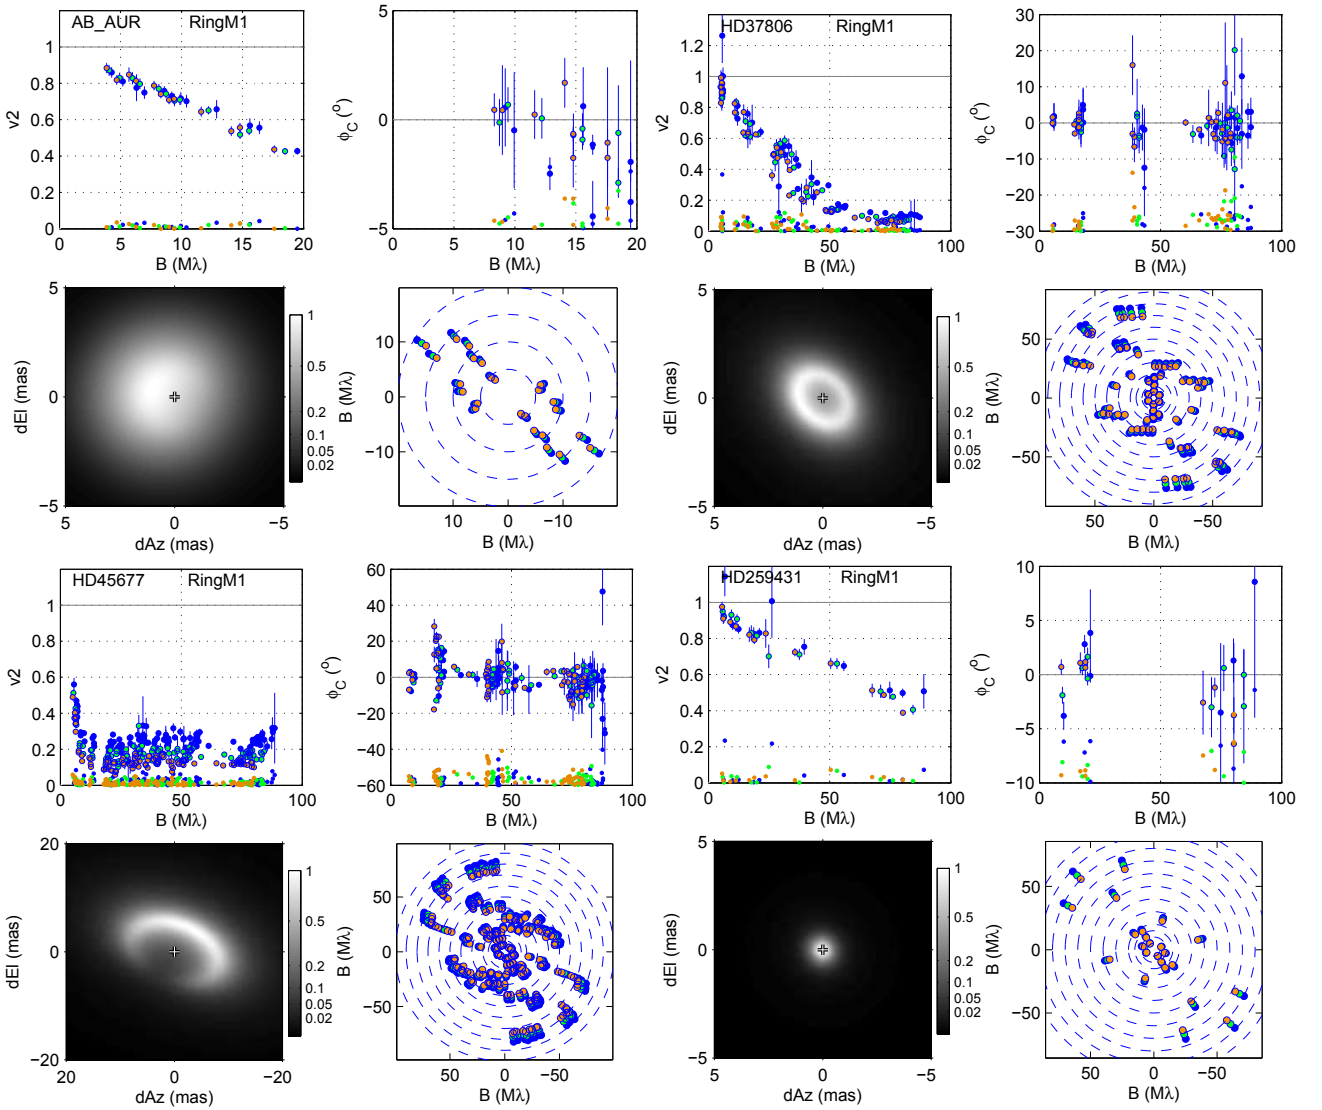 AB_AUR RingM1
v2
1
0.8
0.6
0.4
0.2
0
0 5 10 15 20
B (Mλ)
ϕC (°)
5
0
−5
0 5 10 15 20
B (Mλ)
HD37806 RingM1
1.2
1
0.8
0.6
0.4
0.2
0
0 50 100
B (Mλ)
ϕC (°)
30
20
10
0
−10
−20
−30
0 50 100
B (Mλ)
dEl (mas)
5
0
−5
5 0 −5
dAz (mas)
1
0.5
0.2
0.1
0.05
0.02
B (Mλ)
10
0
−10
10 0 −10
B (Mλ)
dEl (mas)
5
0
−5
5 0 −5
dAz (mas)
1
0.5
0.2
0.1
0.05
0.02
B (Mλ)
50
0
−50
50 0 −50
B (Mλ)
HD45677 RingM1
v2
1
0.8
0.6
0.4
0.2
0
0 50 100
B (Mλ)
ϕC (°)
60
40
20
0
−20
−40
−60
0 50 100
B (Mλ)
HD259431 RingM1
v2
1
0.8
0.6
0.4
0.2
0
0 50 100
B (Mλ)
ϕC (°)
10
5
0
−5
−10
0 50 100
B (Mλ)
dEl (mas)
20
0
−20
20 0 −20
dAz (mas)
1
0.5
0.2
0.1
0.05
0.02
B (Mλ)
50
0
−50
50 0 −50
B (Mλ)
dEl (mas)
5
0
−5
5 0 −5
dAz (mas)
1
0.5
0.2
0.1
0.05
0.02
B (Mλ)
50
0
−50
50 0 −50
B (Mλ)